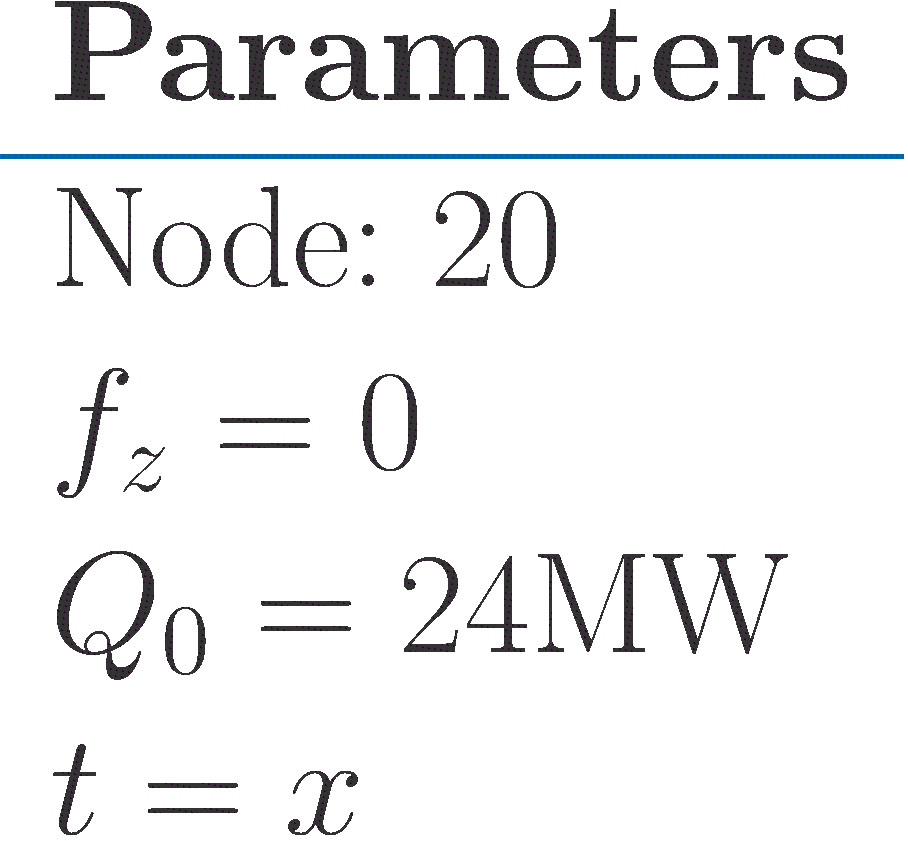 Parameters
Node: 20
f_z = 0
Q_0 = 24MW
t = x